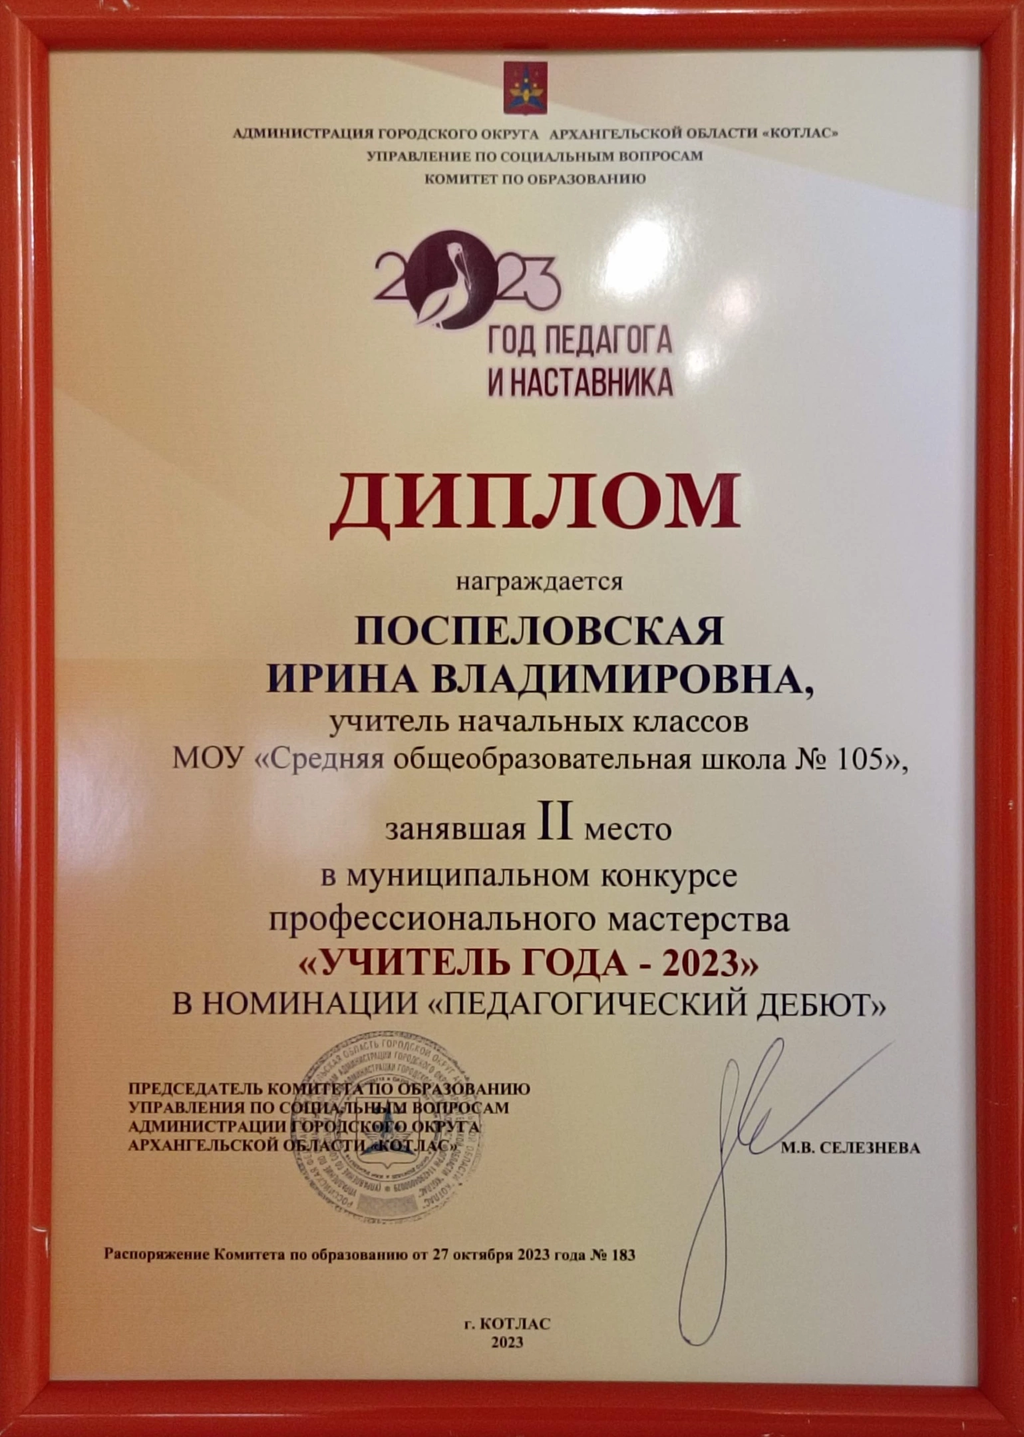 АДМИНИСТРАЦИЯ ГОРОДСКОГО ОКРУГА АРХАНГЕЛЬСКОЙ ОБЛАСТИ «КОТЛАС»
УПРАВЛЕНИЕ ПО СОЦИАЛЬНЫМ ВОПРОСАМ
КОМИТЕТ ПО ОБРАЗОВАНИЮ
2023
ГОД ПЕДАГОГА
И НАСТАВНИКА
ДИПЛОМ
награждается
ПОСПЕЛОВСКАЯ
ИРИНА ВЛАДИМИРОВНА,
учитель начальных классов
МОУ «Средняя общеобразовательная школа № 105»,
занявшая II место
в муниципальном конкурсе
профессионального мастерства
«УЧИТЕЛЬ ГОДА - 2023»
В НОМИНАЦИИ «ПЕДАГОГИЧЕСКИЙ ДЕБЮТ»
ПРЕДСЕДАТЕЛЬ КОМИТЕТА ПО ОБРАЗОВАНИЮ
УПРАВЛЕНИЯ ПО СОЦИАЛЬНЫМ ВОПРОСАМ
АДМИНИСТРАЦИИ ГОРОДСКОГО ОКРУГА
АРХАНГЕЛЬСКОЙ ОБЛАСТИ «КОТЛАС»
М.В. СЕЛЕЗНЕВА
Распоряжение Комитета по образованию от 27 октября 2023 года № 183
г. КОТЛАС
2023